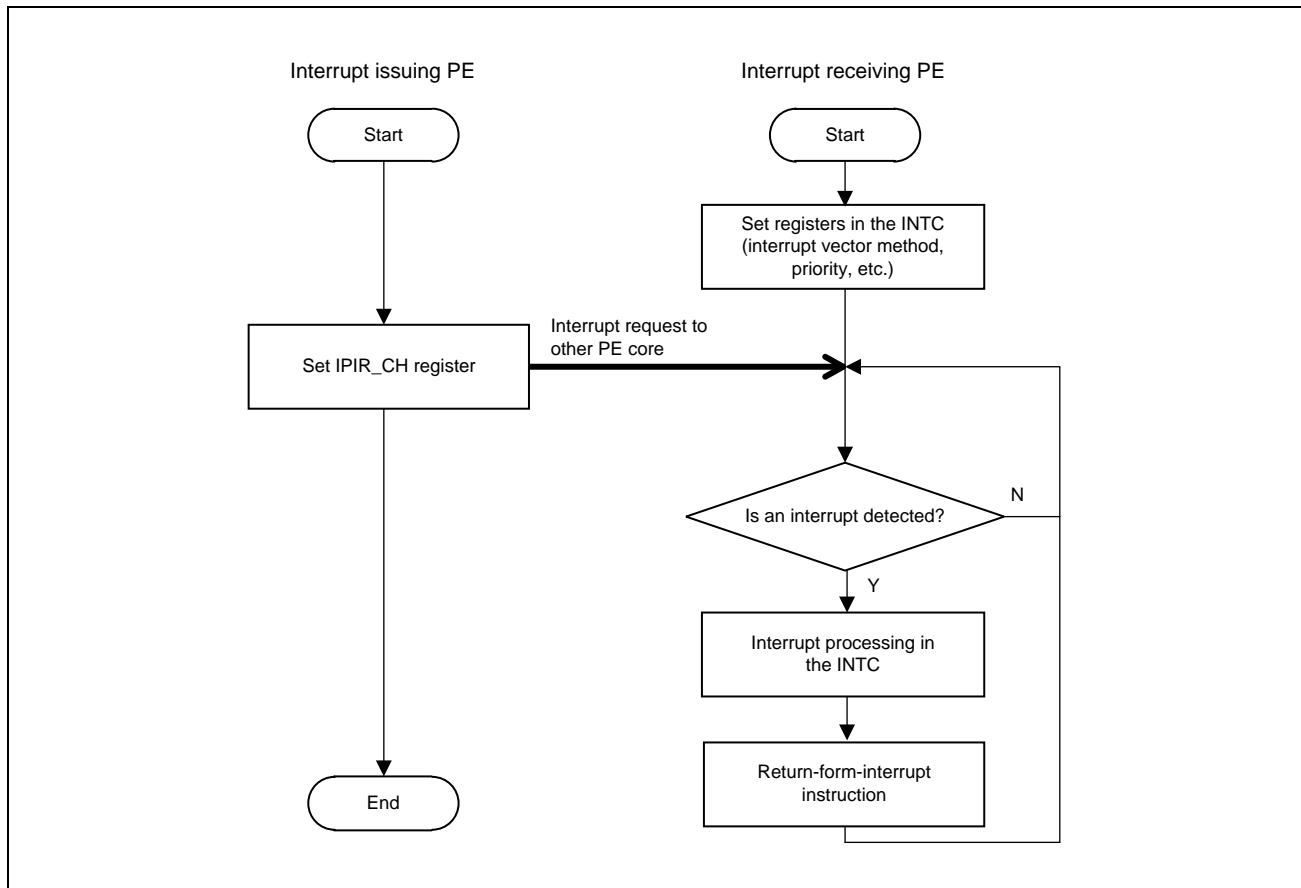 Interrupt issuing PE
Interrupt receiving PE
Start
Start
Set registers in the INTC
(interrupt vector method,
priority, etc.)
Interrupt request to
other PE core
Set IPIR_CH register
Is an interrupt detected?
N
Y
Interrupt processing in
the INTC
Return-form-interrupt
instruction
End